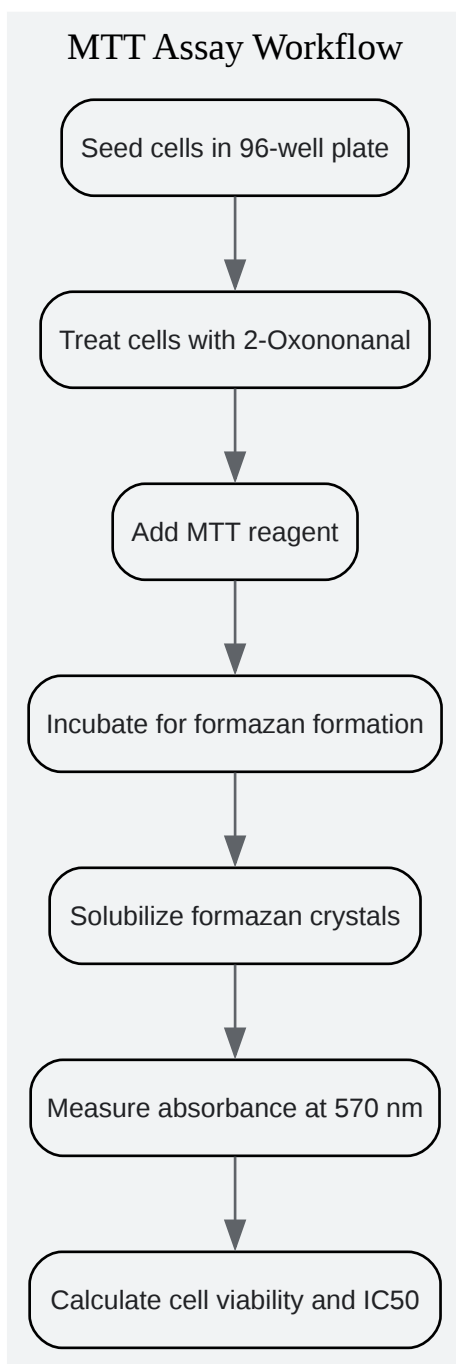 MTT Assay Workflow
Seed cells in 96-well plate
Treat cells with 2-Oxononanal
Add MTT reagent
Incubate for formazan formation
Solubilize formazan crystals
Measure absorbance at 570 nm
Calculate cell viability and IC50